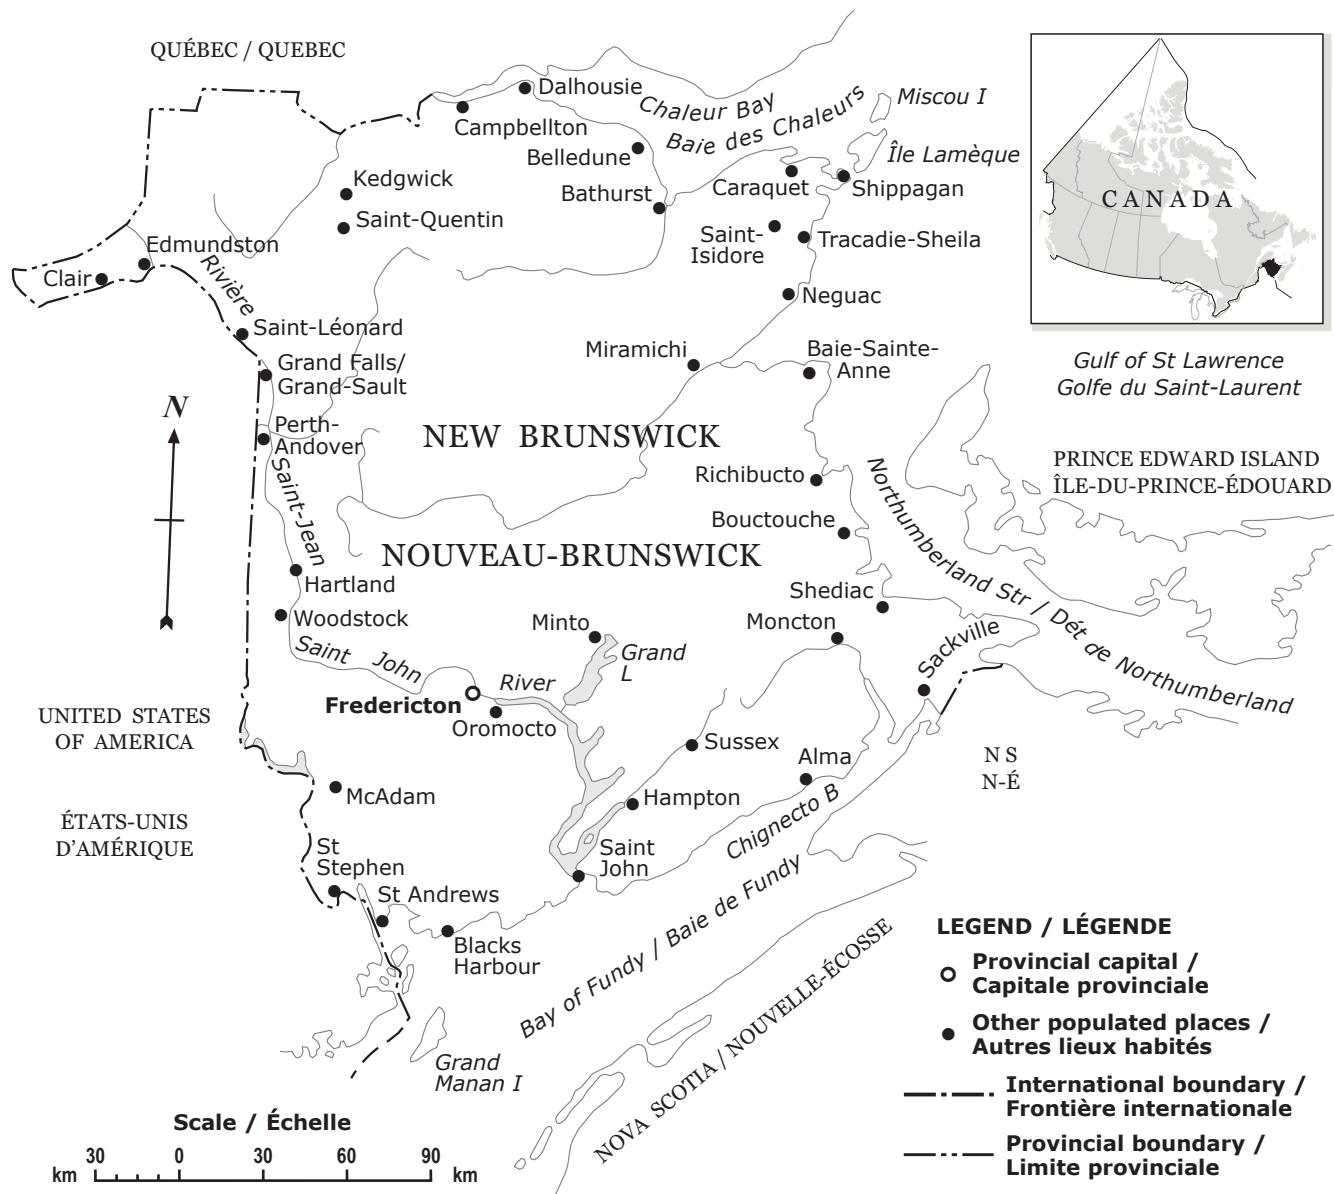 QUÉBEC / QUEBEC
Dalhousie
Campbellton
Chaleur Bay
Baie des Chaleurs
Miscou I
Île Lamèque
Belledune
Kedgwick
Bathurst
Caraquet
Shippagan
CANADA
Saint-Quentin
Saint-
Isidore
Tracadie-Sheila
Edmundston
Clair
Rivière
Neguac
Saint-Léonard
Miramichi
Baie-Sainte-
Anne
Gulf of St Lawrence
Golfe du Saint-Laurent
Grand Falls/
Grand-Sault
N
Perth-
Andover
NEW BRUNSWICK
PRINCE EDWARD ISLAND
ÎLE-DU-PRINCE-ÉDOUARD
Richibucto
Saint-Jean
Bouctouche
Northumberland Str / Dét de Northumberland
NOUVEAU-BRUNSWICK
Hartland
Shediac
Woodstock
Minto
Moncton
Sackville
Saint John River
Grand
L
Fredericton
Oromocto
UNITED STATES
OF AMERICA
Sussex
Alma
N S
N-É
McAdam
Hampton
Chignecto B
ÉTATS-UNIS
D'AMÉRIQUE
St
Stephen
Saint
John
St Andrews
Blacks
Harbour
Bay of Fundy / Baie de Fundy
NOVA SCOTIA / NOUVELLE-ÉCOSSE
Grand
Manan I
LEGEND / LÉGENDE
Provincial capital /
Capitale provinciale
Other populated places /
Autres lieux habités
International boundary /
Frontière internationale
Provincial boundary /
Limite provinciale
Scale / Échelle
30 0 30 60 90
km km